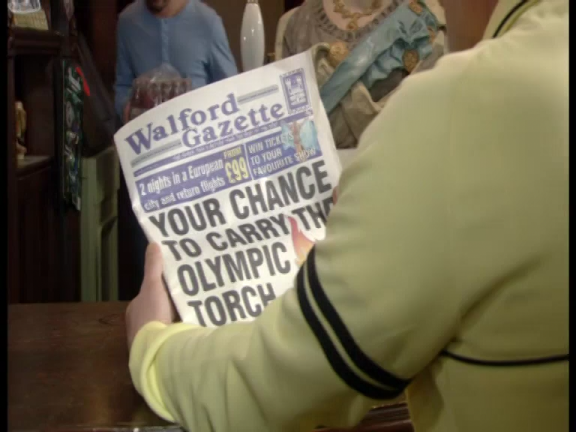 Walford
Gazette
2 nights in a European
city and return flights
FROM
£99
WIN TICKETS
TO YOUR
FAVOURITE SHOW
YOUR CHANCE
TO CARRY THE
OLYMPIC
TORCH